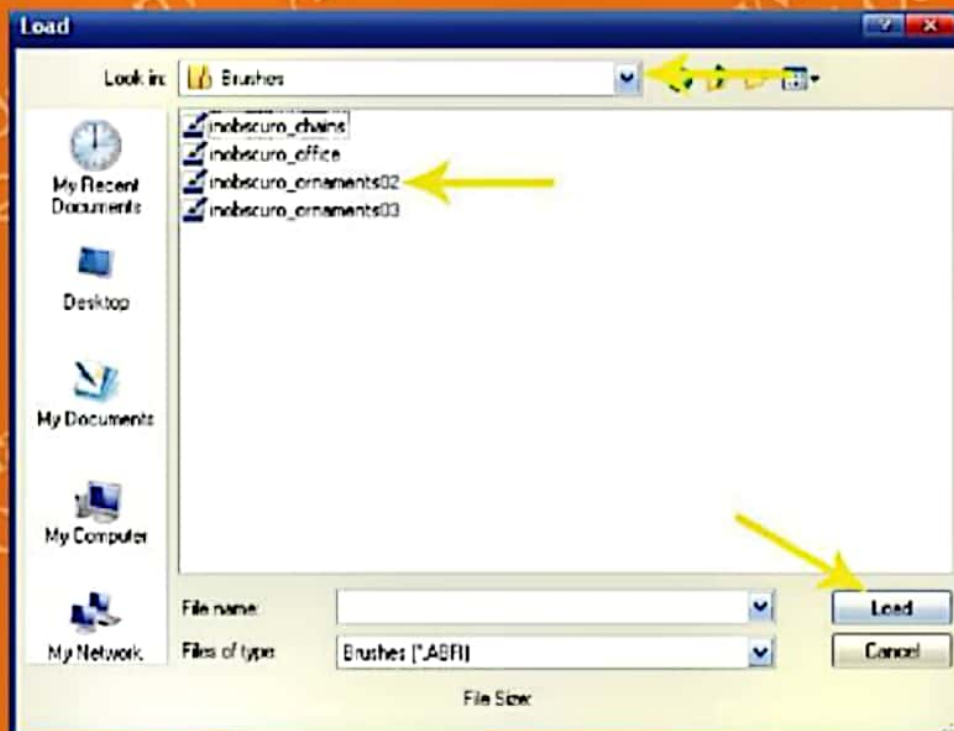 Load
Look in: Brushes
inobscuro_chains
inobscuro_office
inobscuro_ornaments02
inobscuro_ornaments03
My Recent
Documents
Desktop
My Documents
My Computer
My Network
File name:
Files of type: Brushes (*.ABR)
Load
Cancel
File Size: